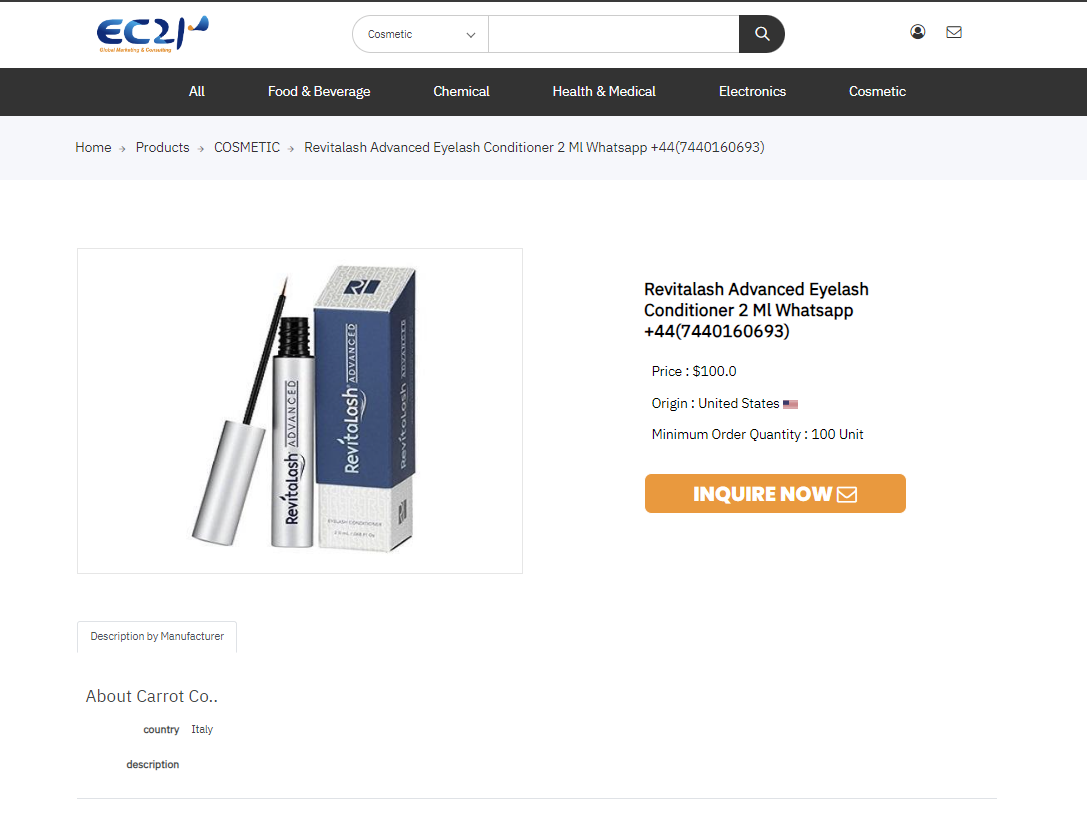 EC21
Global Marketing & Consulting
Cosmetic
All
Food & Beverage
Chemical
Health & Medical
Electronics
Cosmetic
Home → Products → COSMETIC → Revitalash Advanced Eyelash Conditioner 2 Ml Whatsapp +44(7440160693)
RevitaLash ADVANCED
RevitaLash® ADVANCED
RevitaLash ADVANCED
EYELASH CONDITIONER
Revitalash Advanced Eyelash
Conditioner 2 Ml Whatsapp
+44(7440160693)
Price : $100.0
Origin : United States
Minimum Order Quantity : 100 Unit
INQUIRE NOW
Description by Manufacturer
About Carrot Co..
country Italy
description